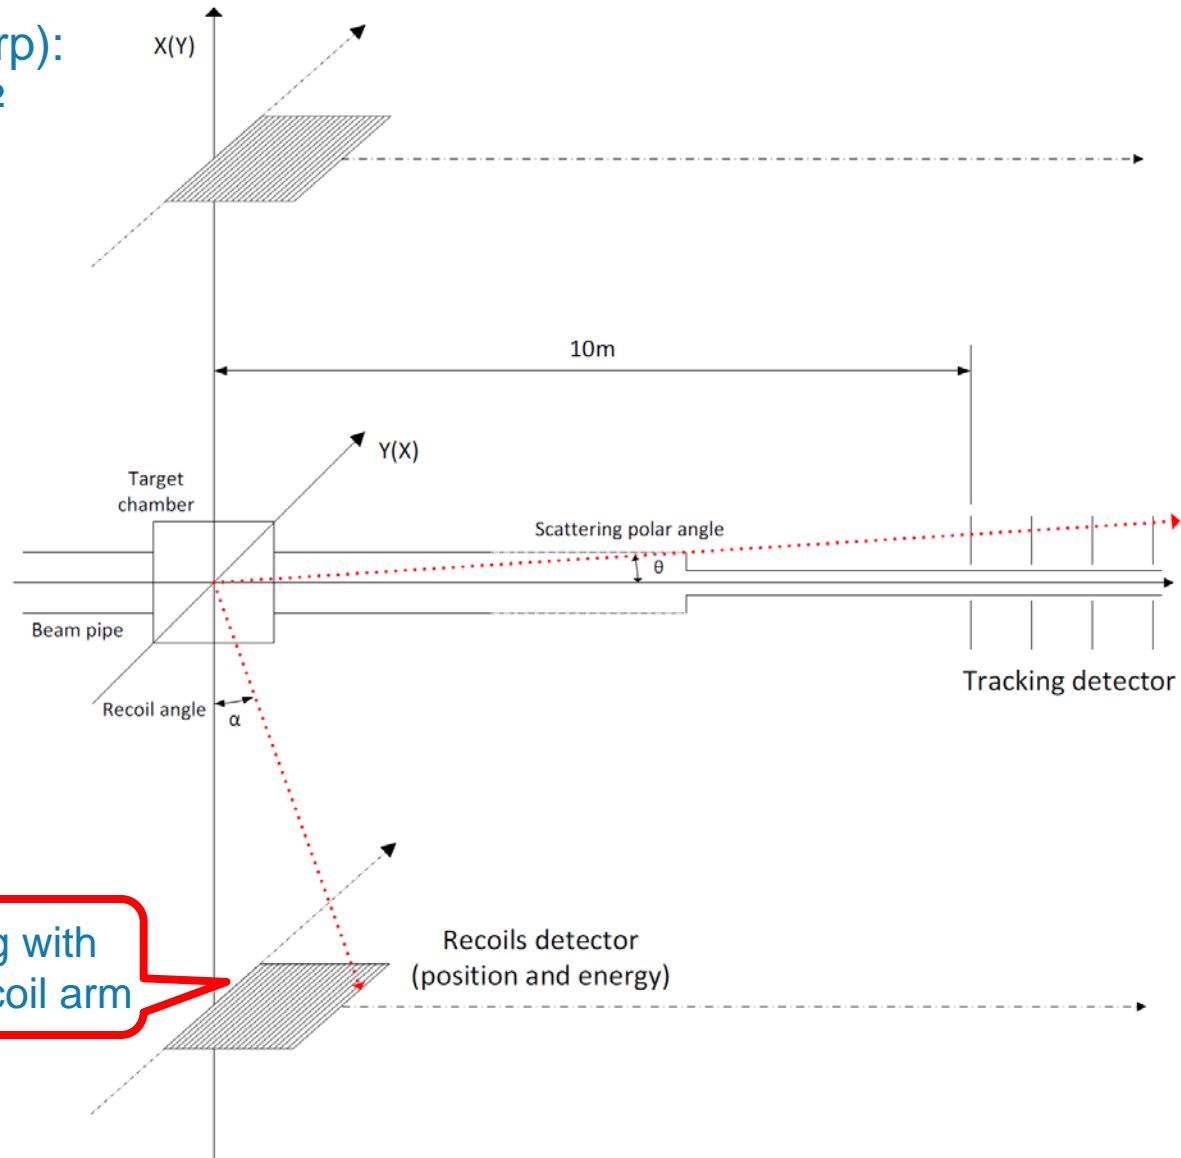 rp):
2
X(Y)
10m
Y(X)
Target
chamber
Scattering polar angle
θ
Beam pipe
Tracking detector
Recoil angle
α
g with
coil arm
Recoils detector
(position and energy)